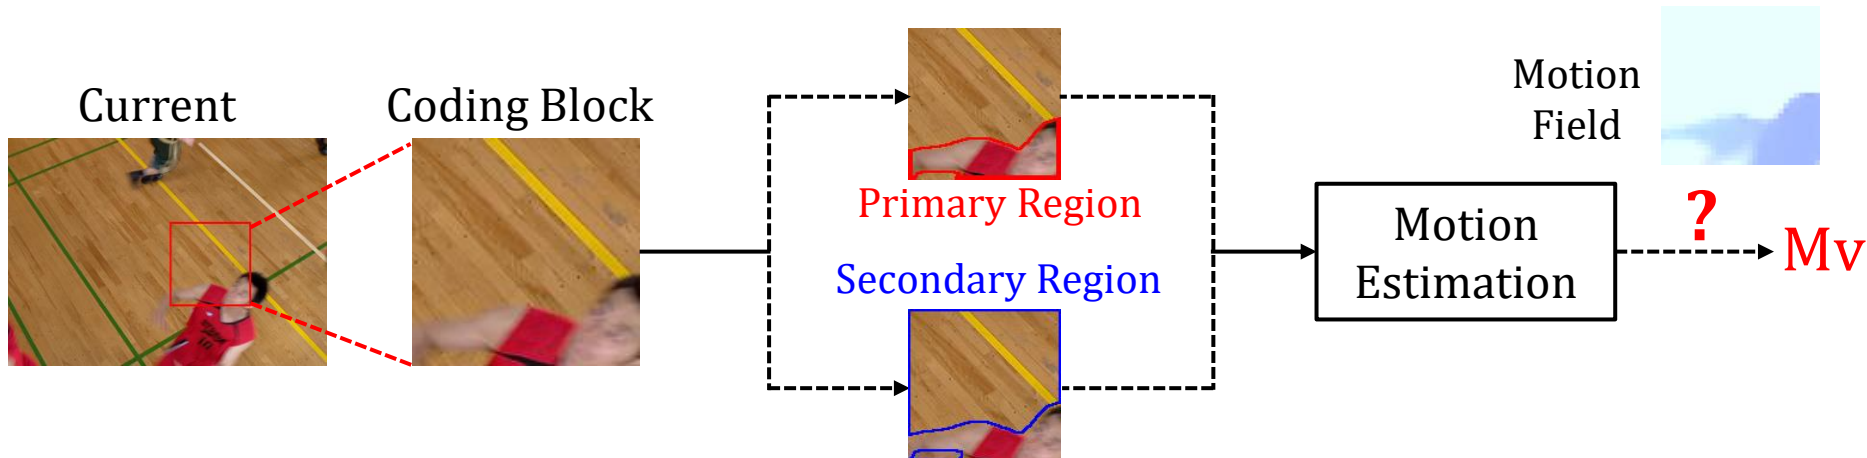 Current
Coding Block
Primary Region
Secondary Region
Motion
Estimation
Motion
Field
?
Mv